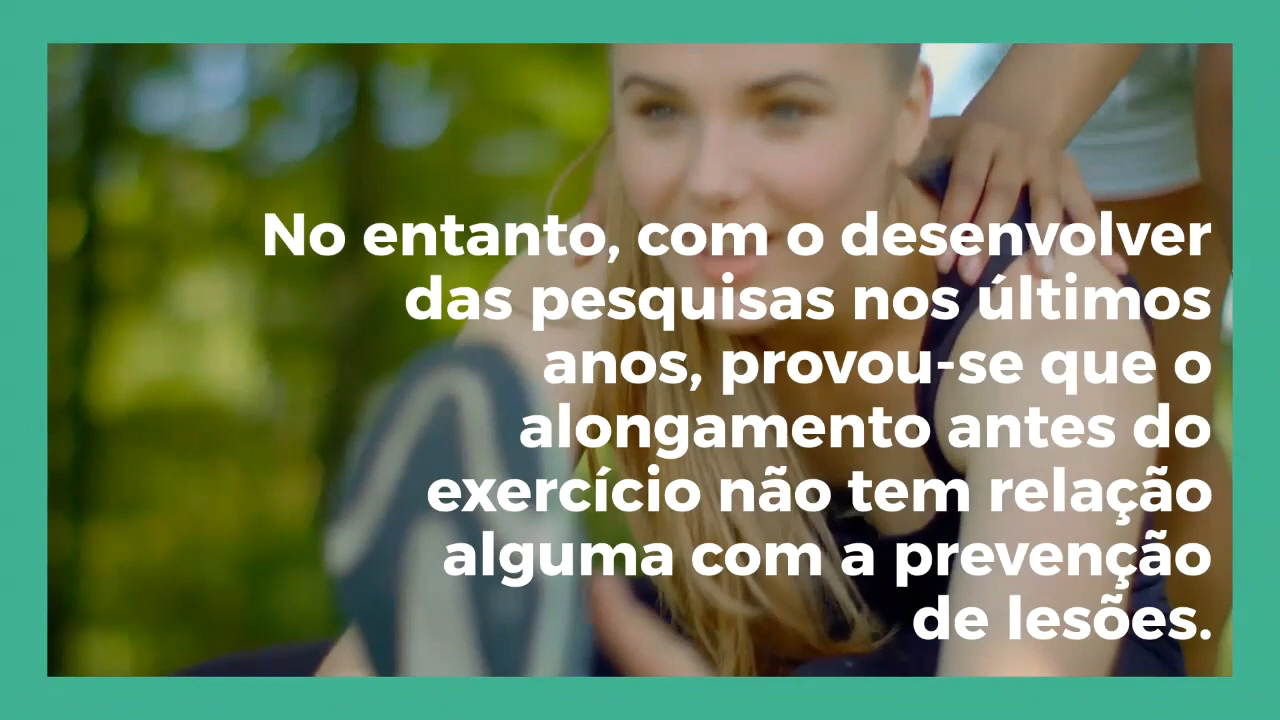 No entanto, com o desenvolver
das pesquisas nos últimos
anos, provou-se que o
alongamento antes do
exercício não tem relação
alguma com a prevenção
de lesões.